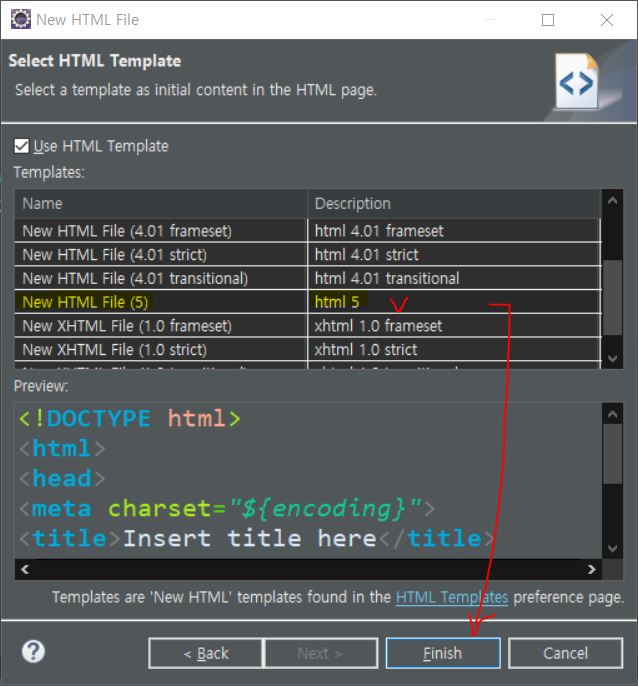 New HTML File
Select HTML Template
Select a template as initial content in the HTML page.
Use HTML Template
Templates:
Name Description
New HTML File (4.01 frameset) html 4.01 frameset
New HTML File (4.01 strict) html 4.01 strict
New HTML File (4.01 transitional) html 4.01 transitional
New HTML File (5) html 5
New XHTML File (1.0 frameset) xhtml 1.0 frameset
New XHTML File (1.0 strict) xhtml 1.0 strict
Preview:
<!DOCTYPE html>
<html>
<head>
<meta charset="${encoding}">
<title>Insert title here</title>
Templates are 'New HTML' templates found in the HTML Templates preference page.
? < Back Next > Finish Cancel